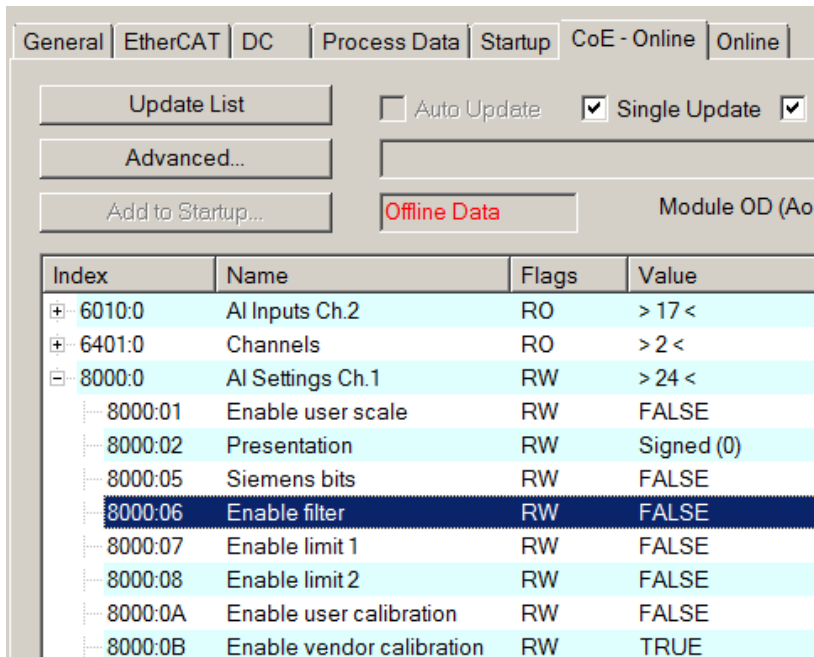 General EtherCAT DC Process Data Startup CoE - Online Online
Update List Auto Update Single Update
Advanced...
Add to Startup... Offline Data Module OD (Ao
Index Name Flags Value
6010:0 AI Inputs Ch.2 RO > 17 <
6401:0 Channels RO > 2 <
8000:0 AI Settings Ch.1 RW > 24 <
8000:01 Enable user scale RW FALSE
8000:02 Presentation RW Signed (0)
8000:05 Siemens bits RW FALSE
8000:06 Enable filter RW FALSE
8000:07 Enable limit 1 RW FALSE
8000:08 Enable limit 2 RW FALSE
8000:0A Enable user calibration RW FALSE
8000:0B Enable vendor calibration RW TRUE